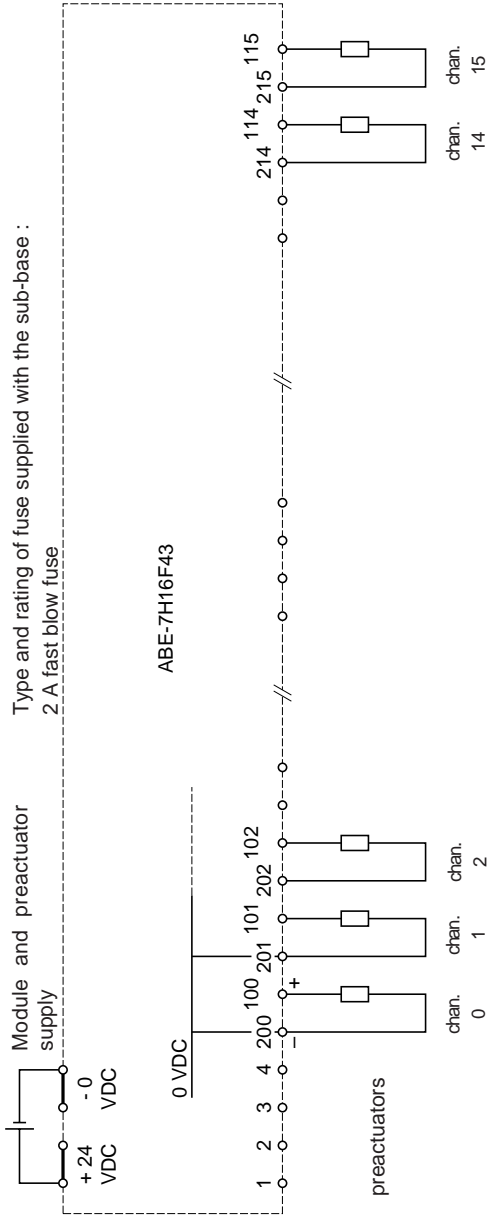 Module and preactuator
supply
Type and rating of fuse supplied with the sub-base :
2 A fast blow fuse
+ 24
VDC
- 0
VDC
ABE-7H16F43
0 VDC
1 2 3 4 200 100 201 101 202 102 214 114 215 115
– +
preactuators
chan.
0
chan.
1
chan.
2
chan.
14
chan.
15